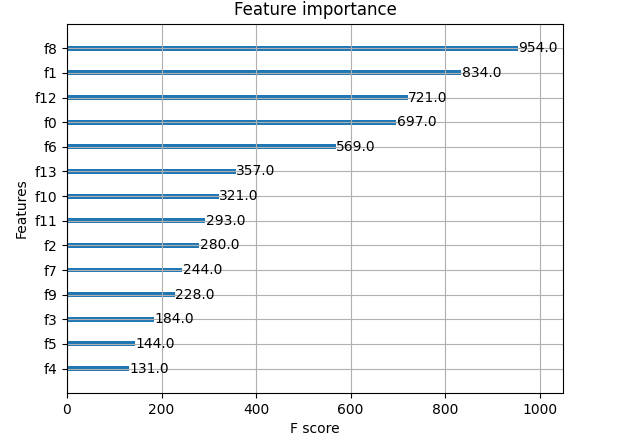 Feature importance
Features
f8 954.0
f1 834.0
f12 721.0
f0 697.0
f6 569.0
f13 357.0
f10 321.0
f11 293.0
f2 280.0
f7 244.0
f9 228.0
f3 184.0
f5 144.0
f4 131.0
0 200 400 600 800 1000
F score